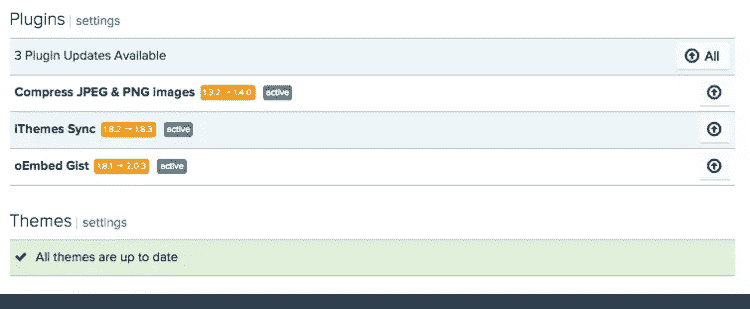 Plugins | settings
3 Plugin Updates Available All
Compress JPEG & PNG images 1.3.2 → 1.4.0 active
iThemes Sync 1.8.2 → 1.8.3 active
oEmbed Gist 1.8.1 → 2.0.3 active
Themes | settings
All themes are up to date